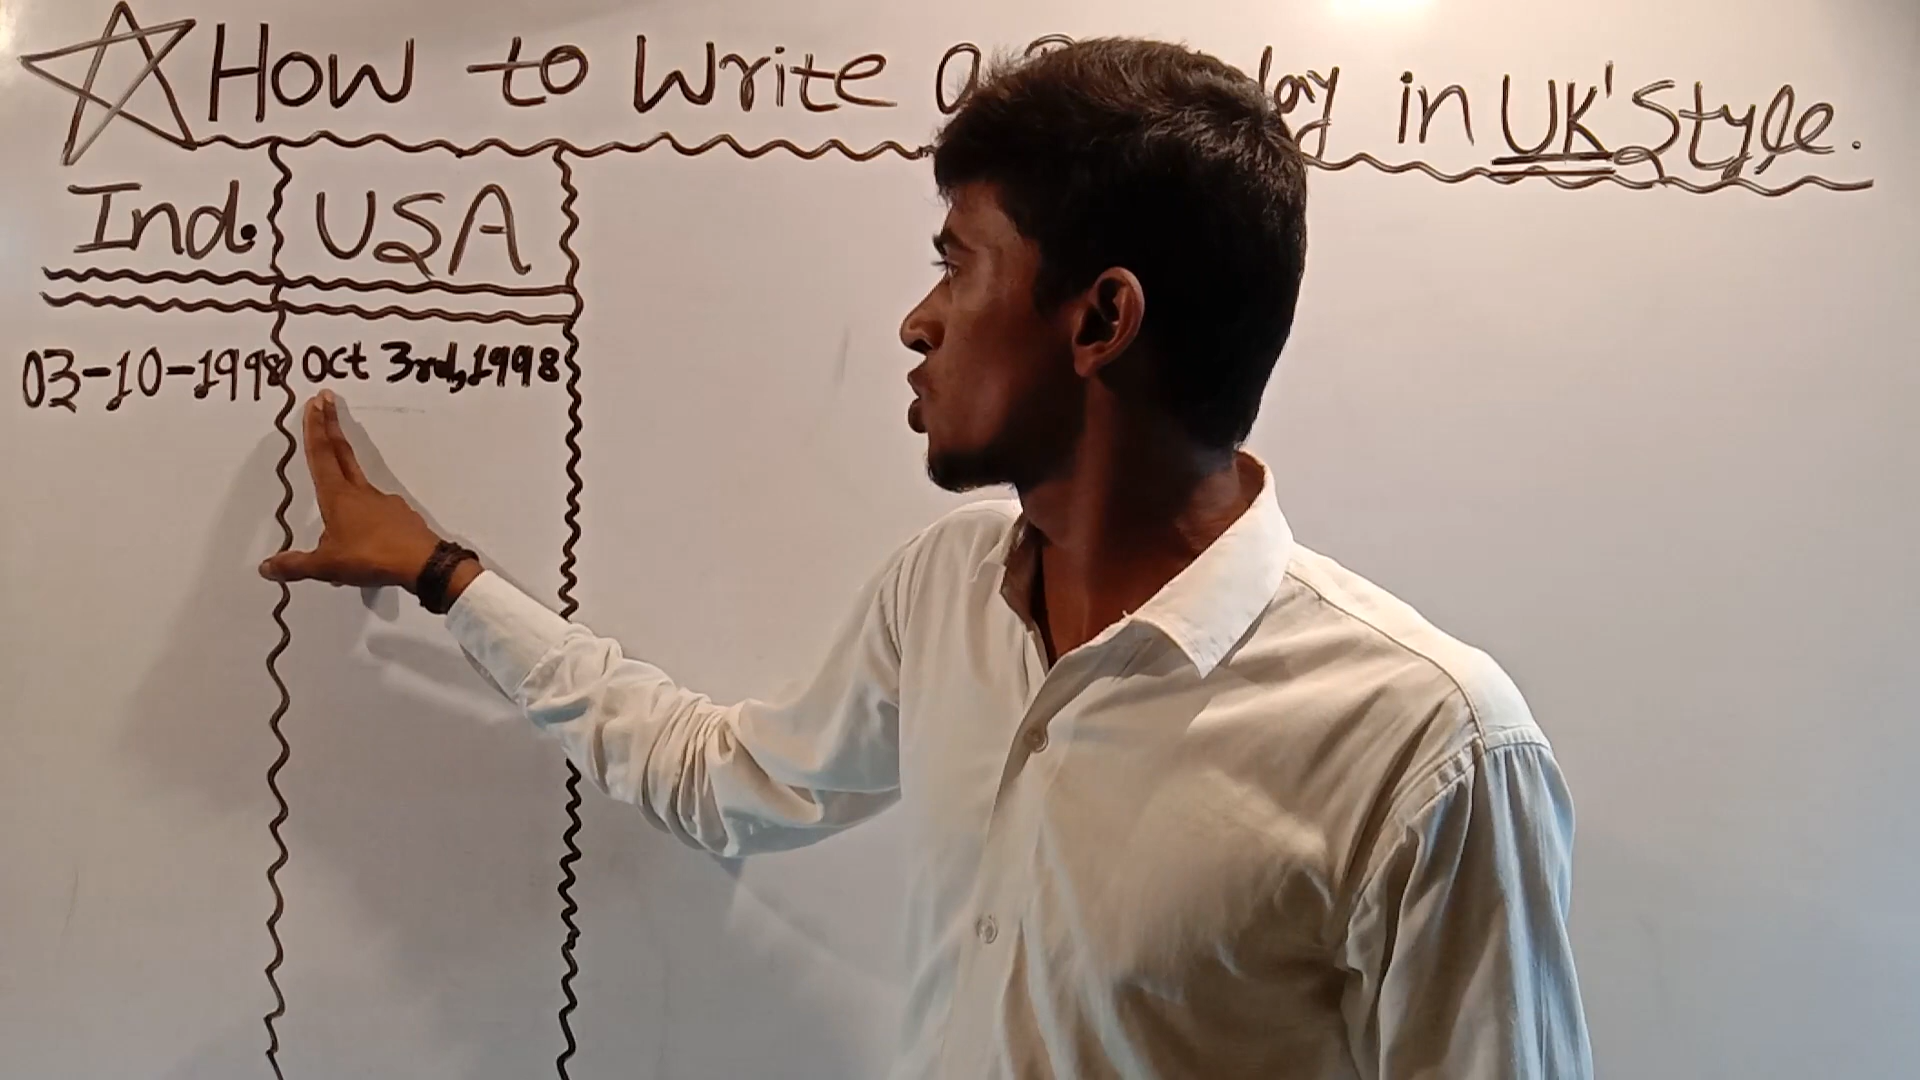 How to Write a in UK' Style.
Ind. USA
03-10-1998 Oct 3rd, 1998